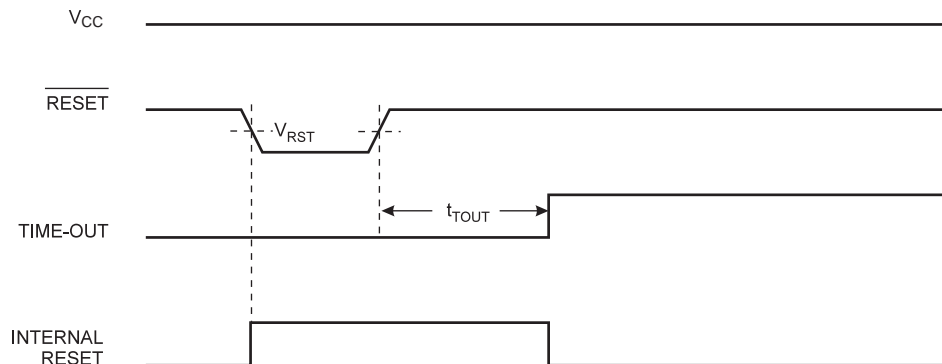 VCC
RESET
VRST
tTOUT
TIME-OUT
INTERNAL
RESET